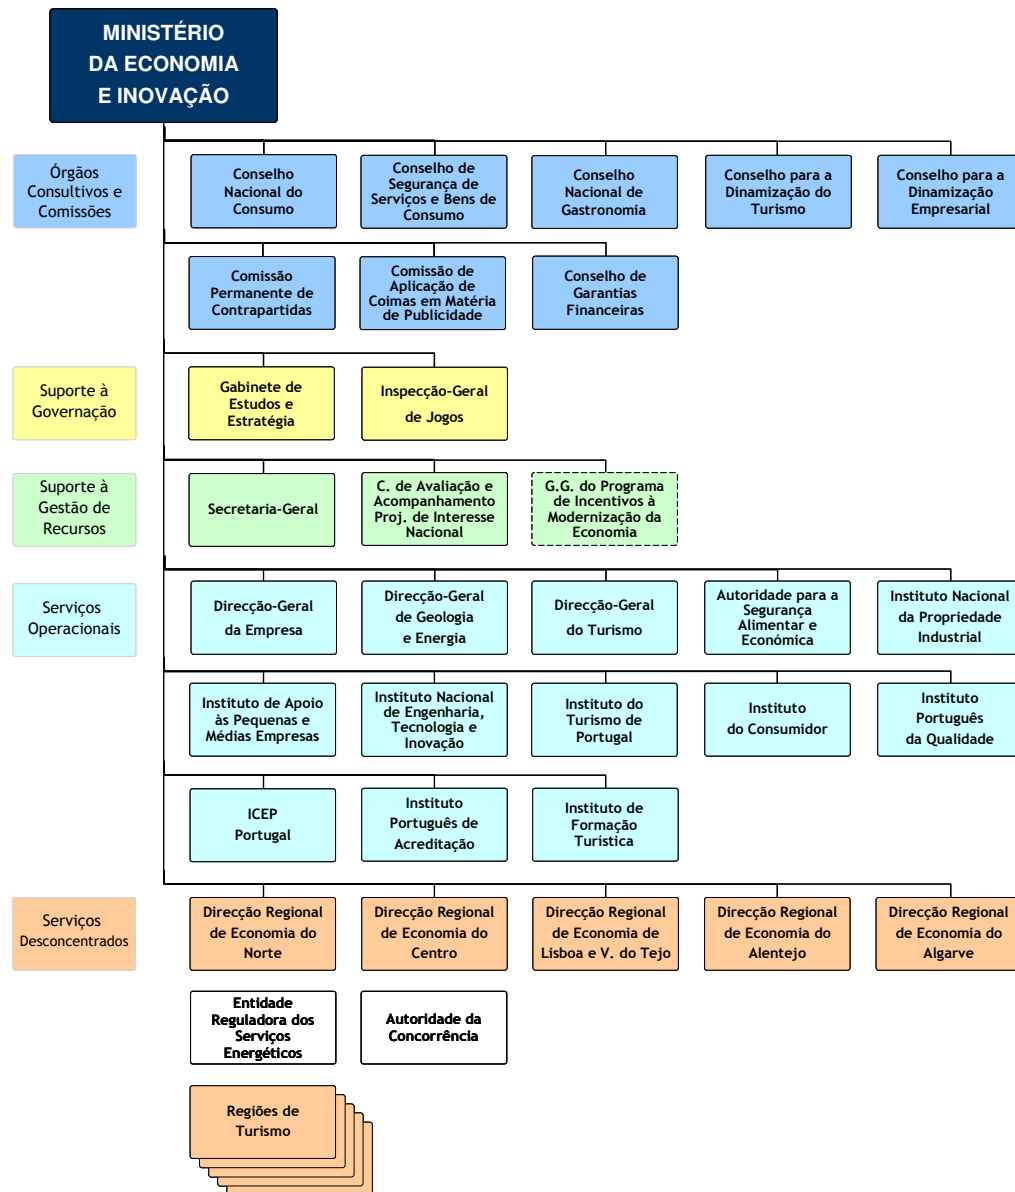 MINISTÉRIO
DA ECONOMIA
E INOVAÇÃO
Órgãos
Consultivos e
Comissões
Conselho
Nacional do
Consumo
Conselho de
Segurança de
Serviços e Bens de
Consumo
Conselho
Nacional de
Gastronomia
Conselho para a
Dinamização do
Turismo
Conselho para a
Dinamização
Empresarial
Comissão
Permanente de
Contrapartidas
Comissão de
Aplicação de
Coimas em Matéria
de Publicidade
Conselho de
Garantias
Financeiras
Suporte à
Governação
Gabinete de
Estudos e
Estratégia
Inspecção-Geral
de Jogos
Suporte à
Gestão de
Recursos
Secretaria-Geral
C. de Avaliação e
Acompanhamento
Proj. de Interesse
Nacional
G.G. do Programa
de Incentivos à
Modernização da
Economia
Serviços
Operacionais
Direcção-Geral
da Empresa
Direcção-Geral
de Geologia
e Energia
Direcção-Geral
do Turismo
Autoridade para a
Segurança
Alimentar e
Económica
Instituto Nacional
da Propriedade
Industrial
Instituto de Apoio
às Pequenas e
Médias Empresas
Instituto Nacional
de Engenharia,
Tecnologia e
Inovação
Instituto do
Turismo de
Portugal
Instituto
do Consumidor
Instituto
Português
da Qualidade
ICEP
Portugal
Instituto
Português de
Acreditação
Instituto de
Formação
Turística
Serviços
Desconcentrados
Direcção Regional
de Economia do
Norte
Direcção Regional
de Economia do
Centro
Direcção Regional
de Economia de
Lisboa e V. do Tejo
Direcção Regional
de Economia do
Alentejo
Direcção Regional
de Economia do
Algarve
Entidade
Reguladora dos
Serviços
Energéticos
Autoridade da
Concorrência
Regiões de
Turismo